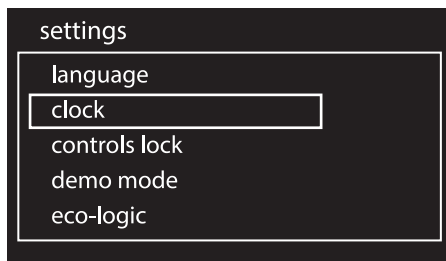 settings
language
clock
controls lock
demo mode
eco-logic